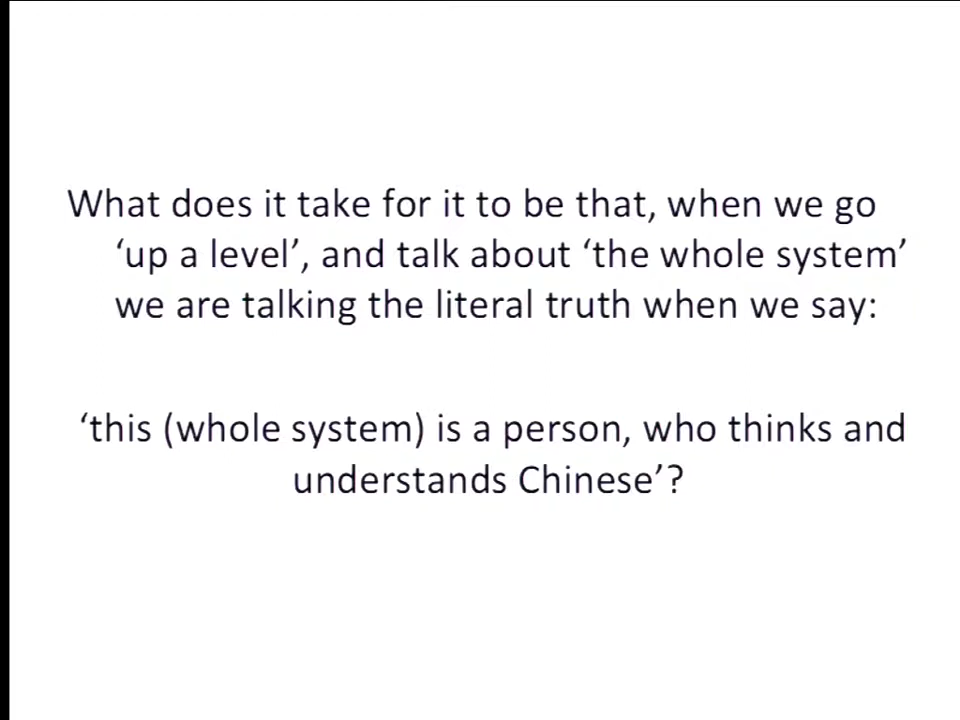 What does it take for it to be that, when we go
‘up a level’, and talk about ‘the whole system’
we are talking the literal truth when we say:
‘this (whole system) is a person, who thinks and
understands Chinese’?